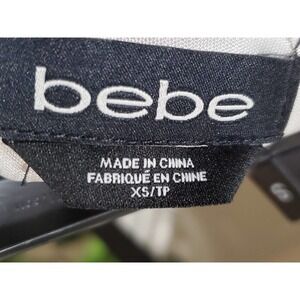 bebe
MADE IN CHINA
FABRIQUÉ EN CHINE
XS/TP